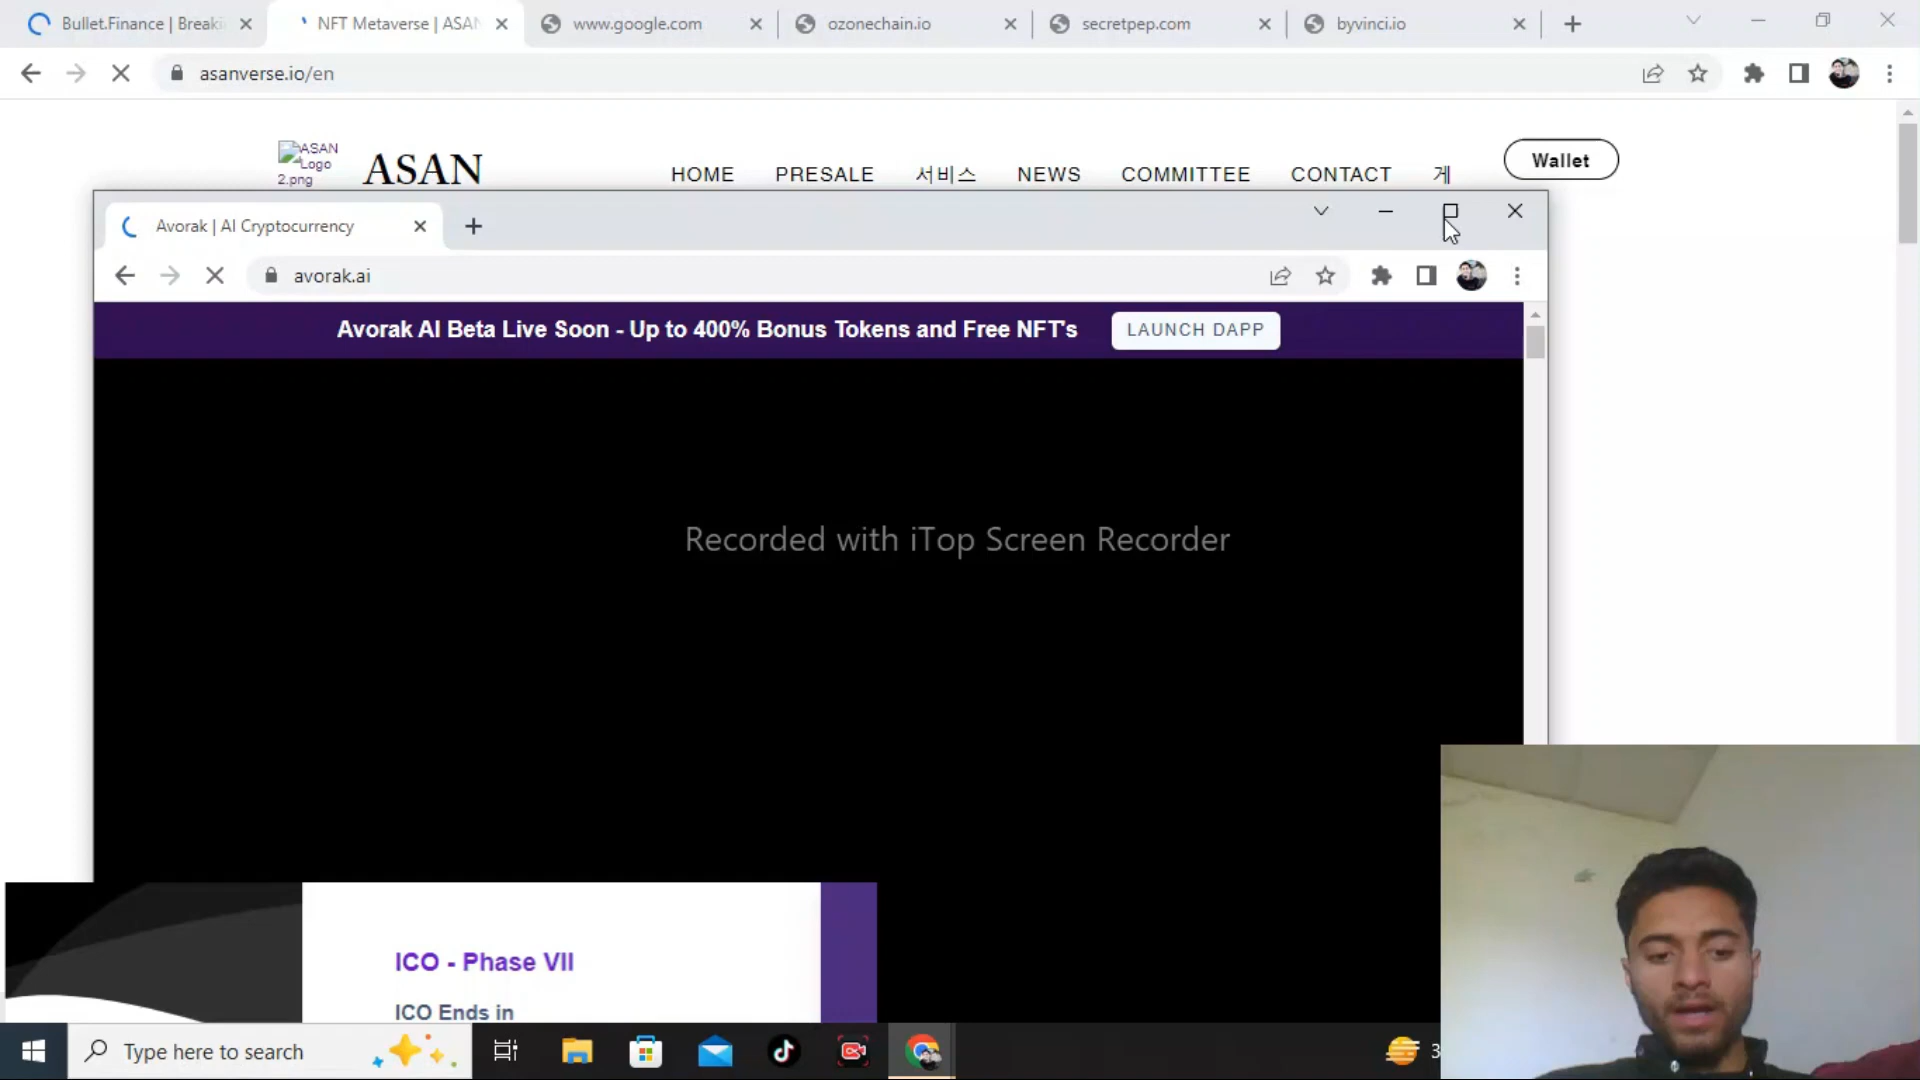 Bullet.Finance | Breaki
NFT Metaverse | ASAN
www.google.com
ozonechain.io
secretpep.com
byvinci.io
asanverse.io/en
ASAN
Logo
2.png
ASAN
HOME
PRESALE
서비스
NEWS
COMMITTEE
CONTACT
게
Wallet
Avorak | AI Cryptocurrency
avorak.ai
Avorak AI Beta Live Soon - Up to 400% Bonus Tokens and Free NFT's
LAUNCH DAPP
Recorded with iTop Screen Recorder
ICO - Phase VII
ICO Ends in
Type here to search
3